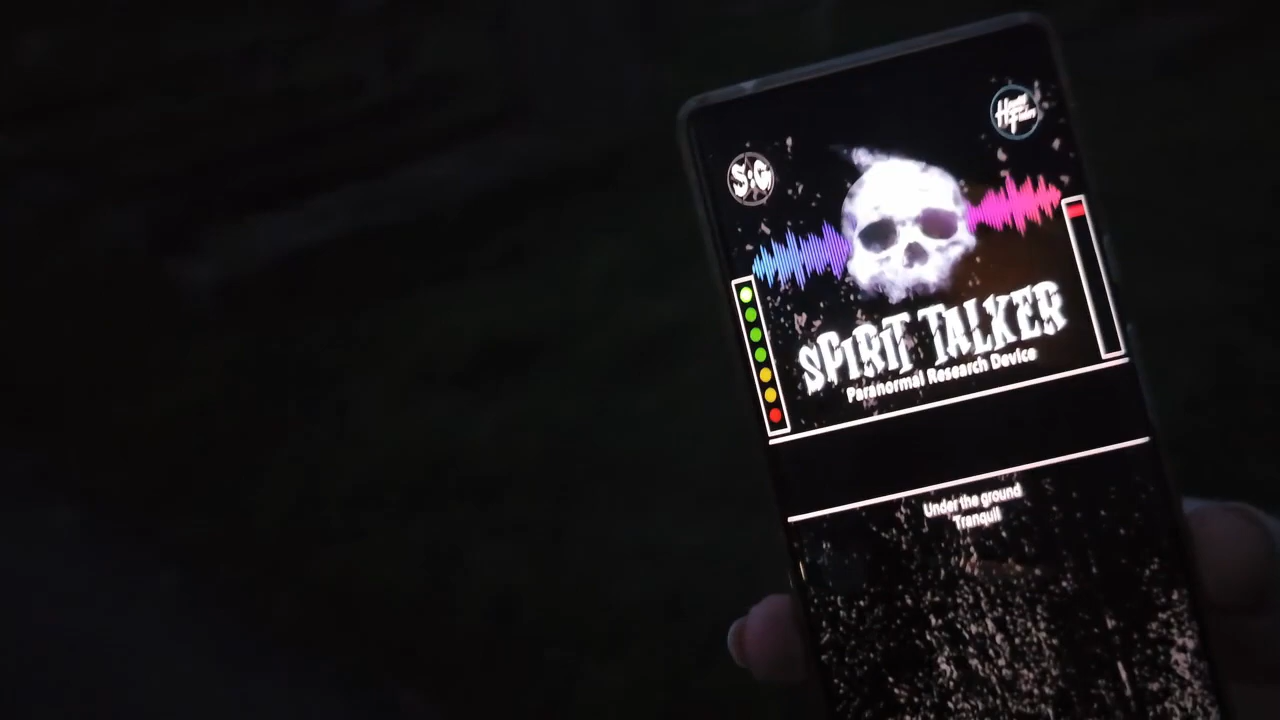 S:G
SPIRIT TALKER
Paranormal Research Device
Under the ground
Tranquil